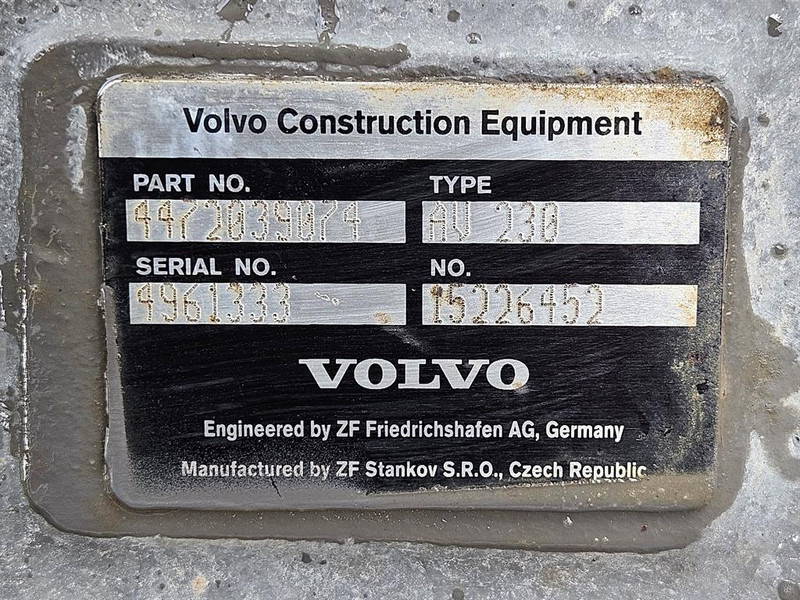 Volvo Construction Equipment
PART NO. TYPE
4472039074 AV 230
SERIAL NO. NO.
4961333 15226452
VOLVO
Engineered by ZF Friedrichshafen AG, Germany
Manufactured by ZF Stankov S.R.O., Czech Republic